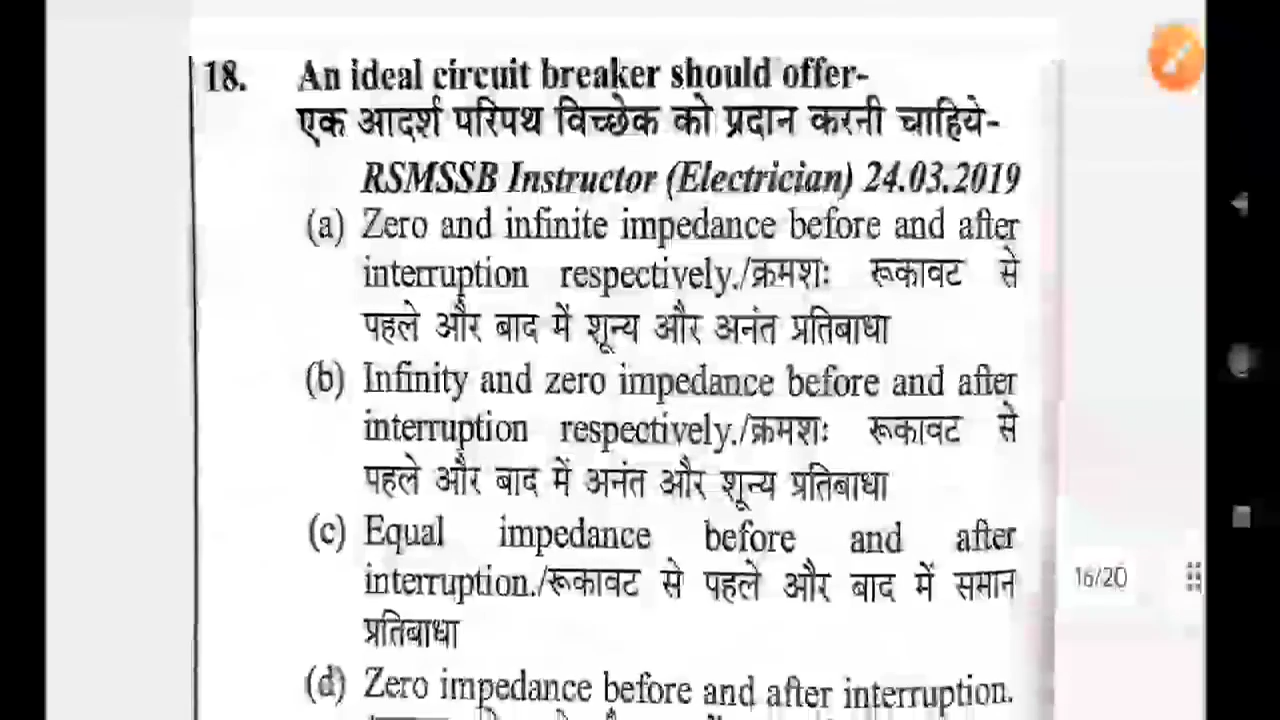 18. An ideal circuit breaker should offer-
एक आदर्श परिपथ विच्छेक को प्रदान करनी चाहिये-
RSMSSB Instructor (Electrician) 24.03.2019
(a) Zero and infinite impedance before and after
interruption respectively./क्रमशः रूकावट से
पहले और बाद में शून्य और अनंत प्रतिबाधा
(b) Infinity and zero impedance before and after
interruption respectively./क्रमशः रूकावट से
पहले और बाद में अनंत और शून्य प्रतिबाधा
(c) Equal impedance before and after
interruption./रूकावट से पहले और बाद में समान
प्रतिबाधा
16/20
(d) Zero impedance before and after interruption.